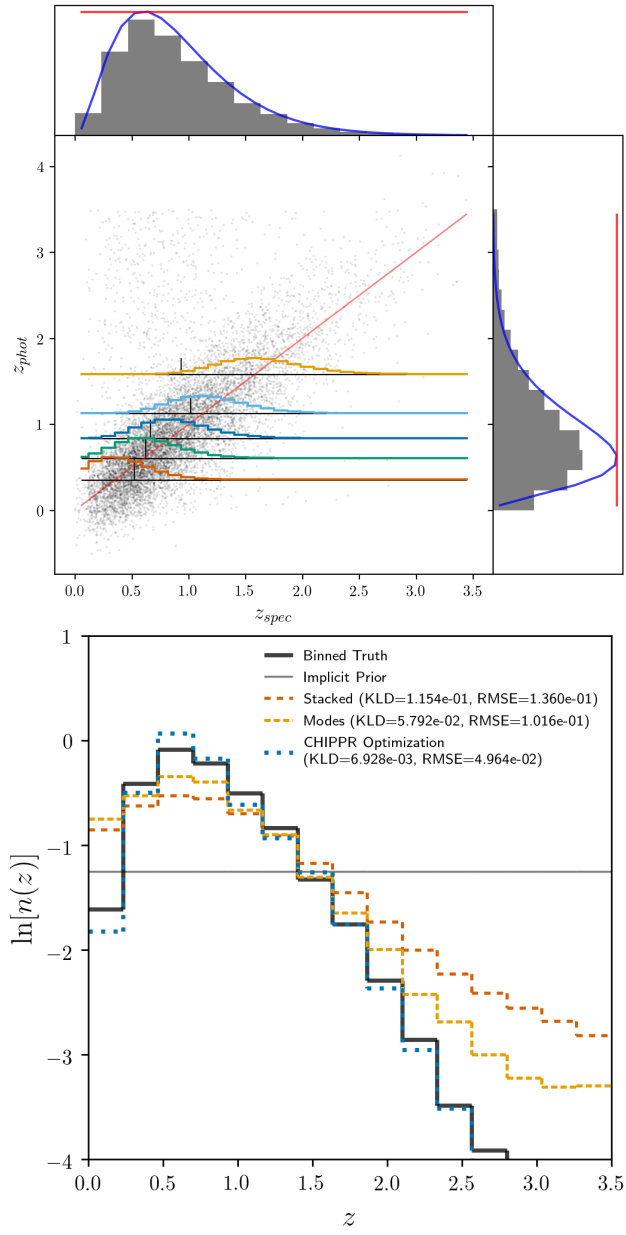 4
3
2
1
0
z_phot
0.0 0.5 1.0 1.5 2.0 2.5 3.0 3.5
z_spec
1
0
−1
−2
−3
−4
ln[n(z)]
Binned Truth
Implicit Prior
Stacked (KLD=1.154e-01, RMSE=1.360e-01)
Modes (KLD=5.792e-02, RMSE=1.016e-01)
CHIPPR Optimization
(KLD=6.928e-03, RMSE=4.964e-02)
0.0 0.5 1.0 1.5 2.0 2.5 3.0 3.5
z